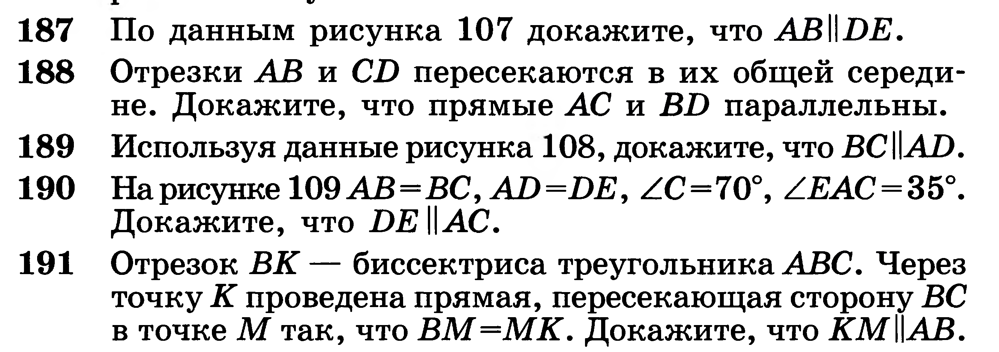 187 По данным рисунка 107 докажите, что AB||DE.
188 Отрезки AB и CD пересекаются в их общей середи-
не. Докажите, что прямые AC и BD параллельны.
189 Используя данные рисунка 108, докажите, что BC||AD.
190 На рисунке 109 AB=BC, AD=DE, ∠C=70°, ∠EAC=35°.
Докажите, что DE||AC.
191 Отрезок BK — биссектриса треугольника ABC. Через
точку K проведена прямая, пересекающая сторону BC
в точке M так, что BM=MK. Докажите, что KM||AB.